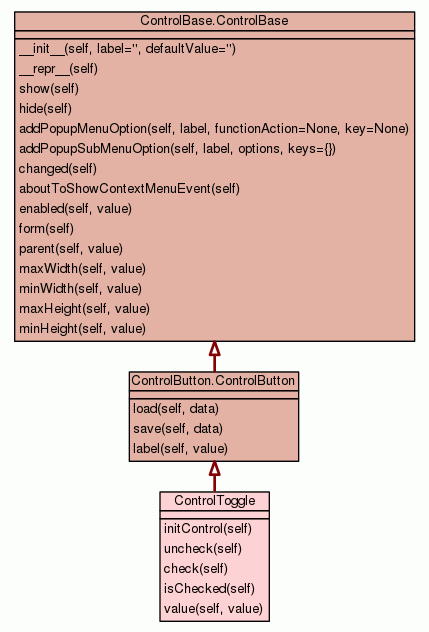 ControlBase.ControlBase
__init__(self, label='', defaultValue='')
__repr__(self)
show(self)
hide(self)
addPopupMenuOption(self, label, functionAction=None, key=None)
addPopupSubMenuOption(self, label, options, keys={})
changed(self)
aboutToShowContextMenuEvent(self)
enabled(self, value)
form(self)
parent(self, value)
maxWidth(self, value)
minWidth(self, value)
maxHeight(self, value)
minHeight(self, value)
ControlButton.ControlButton
load(self, data)
save(self, data)
label(self, value)
ControlToggle
initControl(self)
uncheck(self)
check(self)
isChecked(self)
value(self, value)